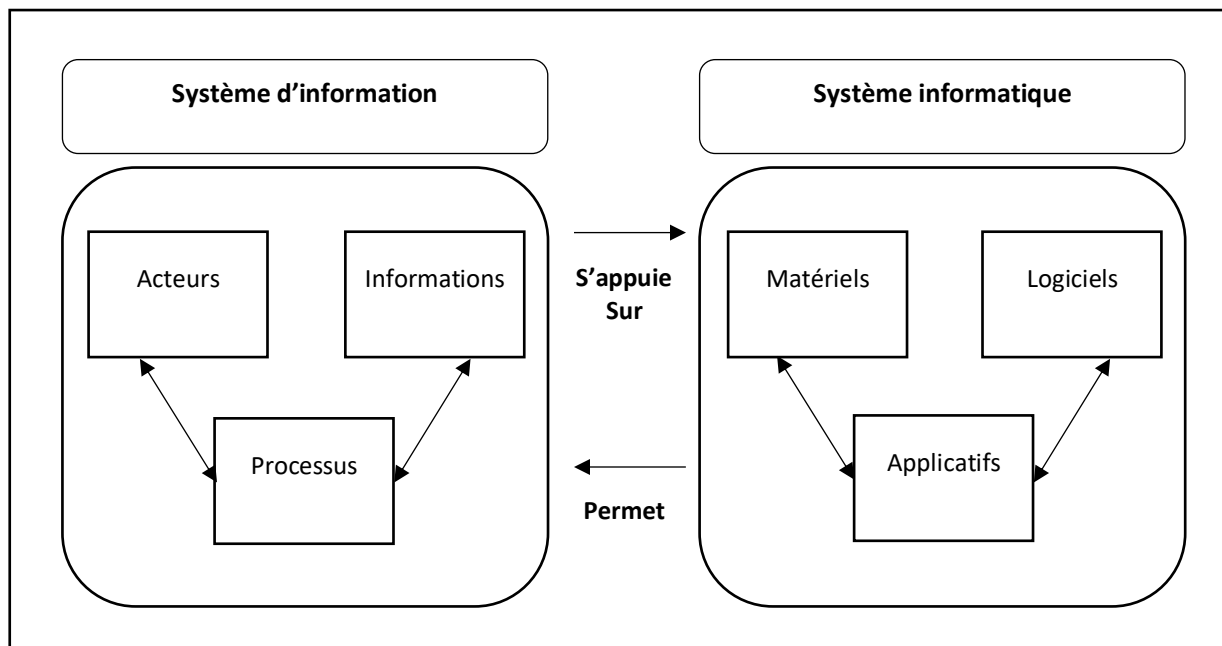 Système d’information
Système informatique
Acteurs
Informations
S’appuie
Sur
Matériels
Logiciels
Processus
Applicatifs
Permet